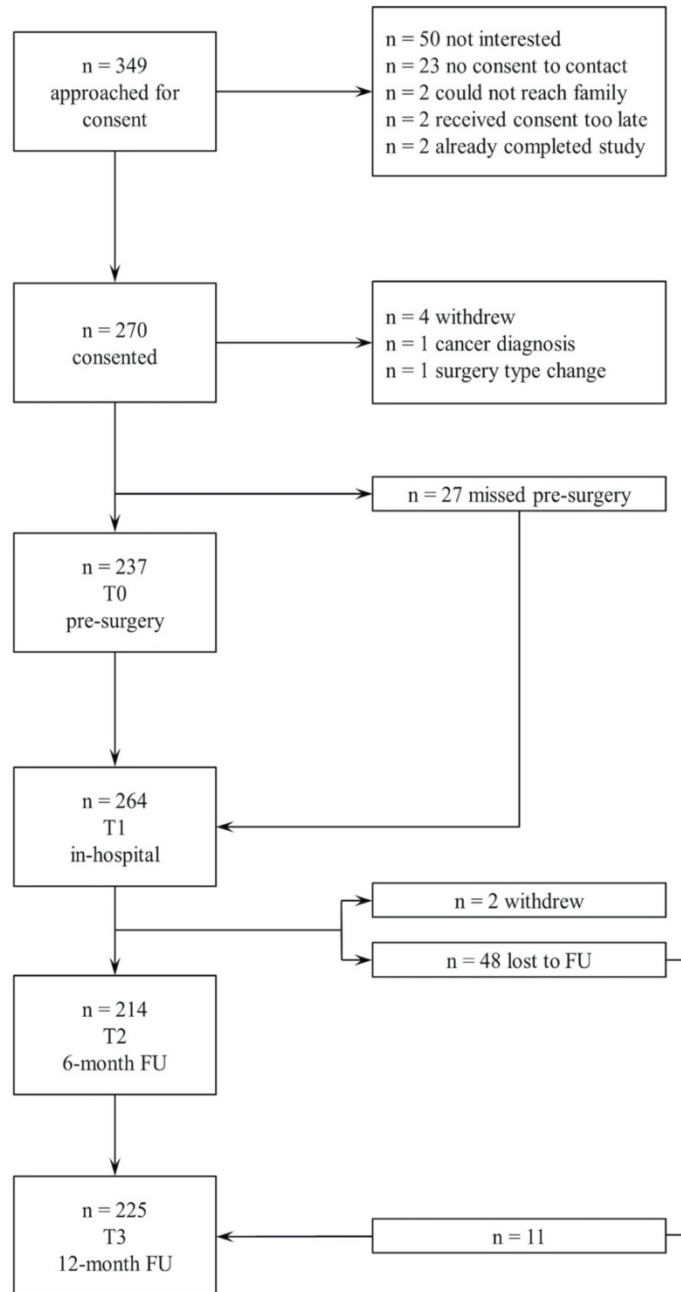 n = 349
approached for
consent
n = 50 not interested
n = 23 no consent to contact
n = 2 could not reach family
n = 2 received consent too late
n = 2 already completed study
n = 270
consented
n = 4 withdrew
n = 1 cancer diagnosis
n = 1 surgery type change
n = 27 missed pre-surgery
n = 237
T0
pre-surgery
n = 264
T1
in-hospital
n = 2 withdrew
n = 48 lost to FU
n = 214
T2
6-month FU
n = 225
T3
12-month FU
n = 11